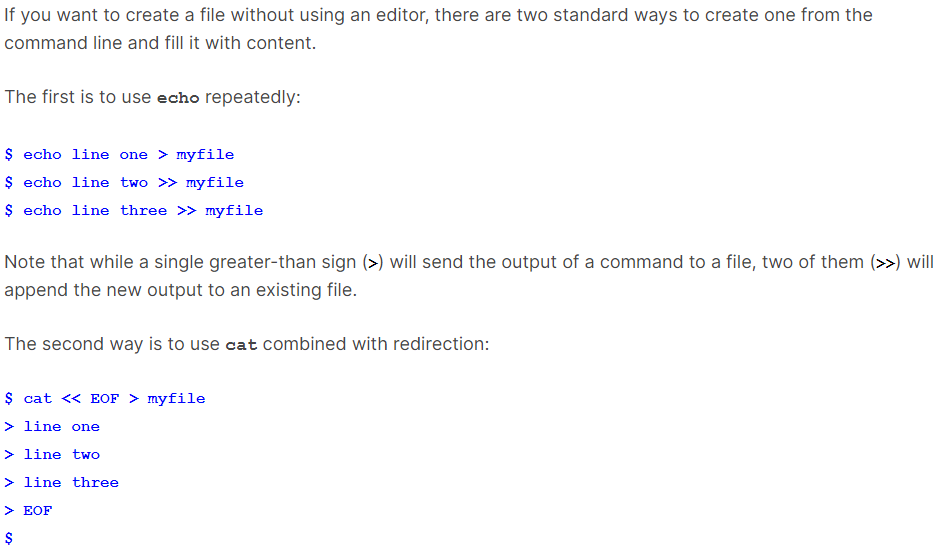 If you want to create a file without using an editor, there are two standard ways to create one from the
command line and fill it with content.
The first is to use echo repeatedly:
$ echo line one > myfile
$ echo line two >> myfile
$ echo line three >> myfile
Note that while a single greater-than sign (>) will send the output of a command to a file, two of them (>>) will
append the new output to an existing file.
The second way is to use cat combined with redirection:
$ cat << EOF > myfile
> line one
> line two
> line three
> EOF
$